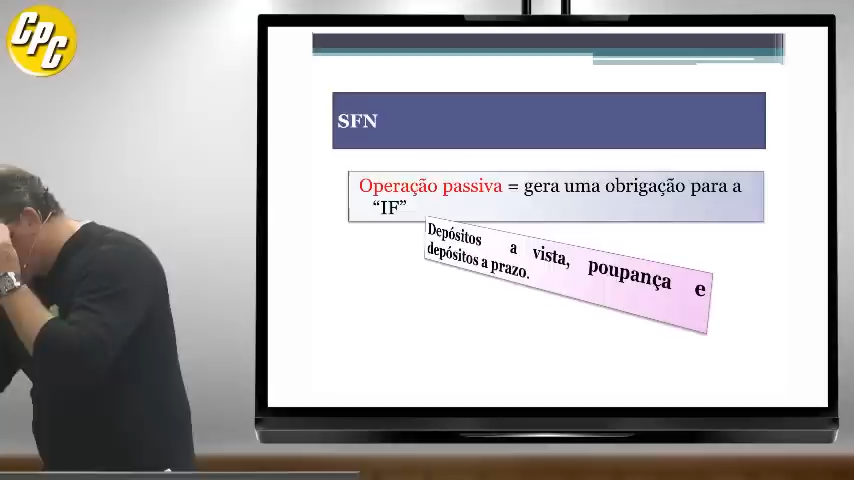 CPC
SFN
Operação passiva = gera uma obrigação para a
“IF”
Depósitos a vista, poupança e
depósitos a prazo.